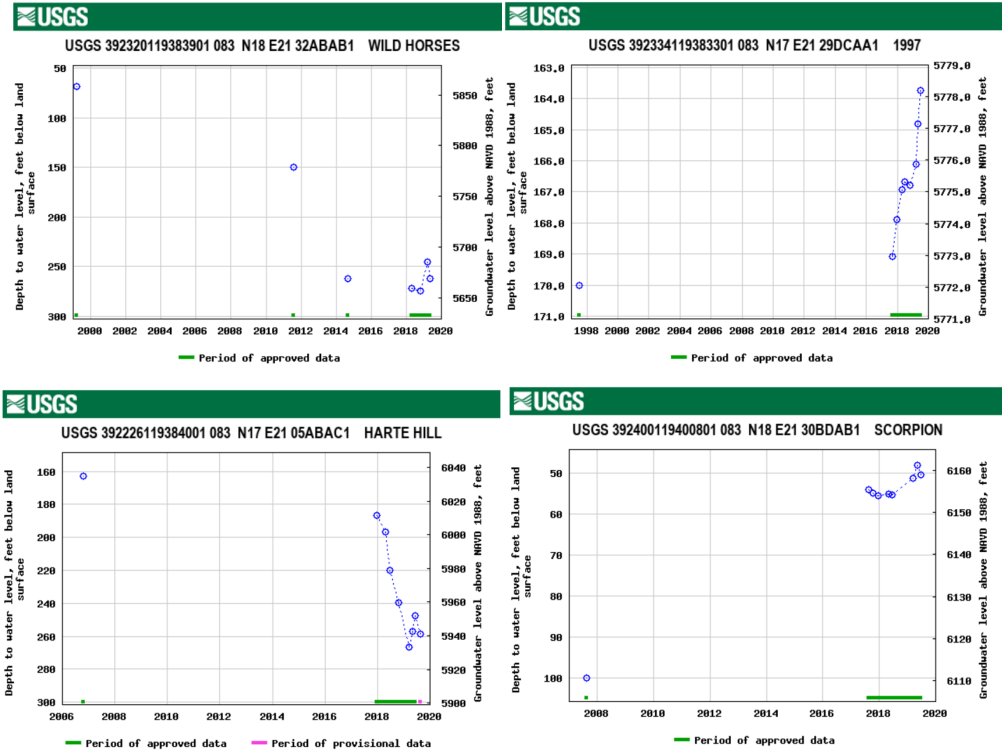 USGS
USGS 392320119383901 083 N18 E21 32ABAB1 WILD HORSES
Depth to water level, feet below land
surface
50
100
150
200
250
300
5850
5800
5750
5700
5650
Groundwater level above NAVD 1988, feet
2000 2002 2004 2006 2008 2010 2012 2014 2016 2018 2020
Period of approved data
USGS
USGS 392334119383301 083 N17 E21 29DCAA1 1997
Depth to water level, feet below land
surface
163.0
164.0
165.0
166.0
167.0
168.0
169.0
170.0
171.0
5779.0
5778.0
5777.0
5776.0
5775.0
5774.0
5773.0
5772.0
5771.0
Groundwater level above NAVD 1988, feet
1998 2000 2002 2004 2006 2008 2010 2012 2014 2016 2018 2020
Period of approved data
USGS
USGS 392226119384001 083 N17 E21 05ABAC1 HARTE HILL
Depth to water level, feet below land
surface
160
180
200
220
240
260
280
300
6040
6020
6000
5980
5960
5940
5920
5900
Groundwater level above NAVD 1988, feet
2006 2008 2010 2012 2014 2016 2018 2020
Period of approved data Period of provisional data
USGS
USGS 392400119400801 083 N18 E21 30BDAB1 SCORPION
Depth to water level, feet below land
surface
50
60
70
80
90
100
6160
6150
6140
6130
6120
6110
Groundwater level above NAVD 1988, feet
2008 2010 2012 2014 2016 2018 2020
Period of approved data